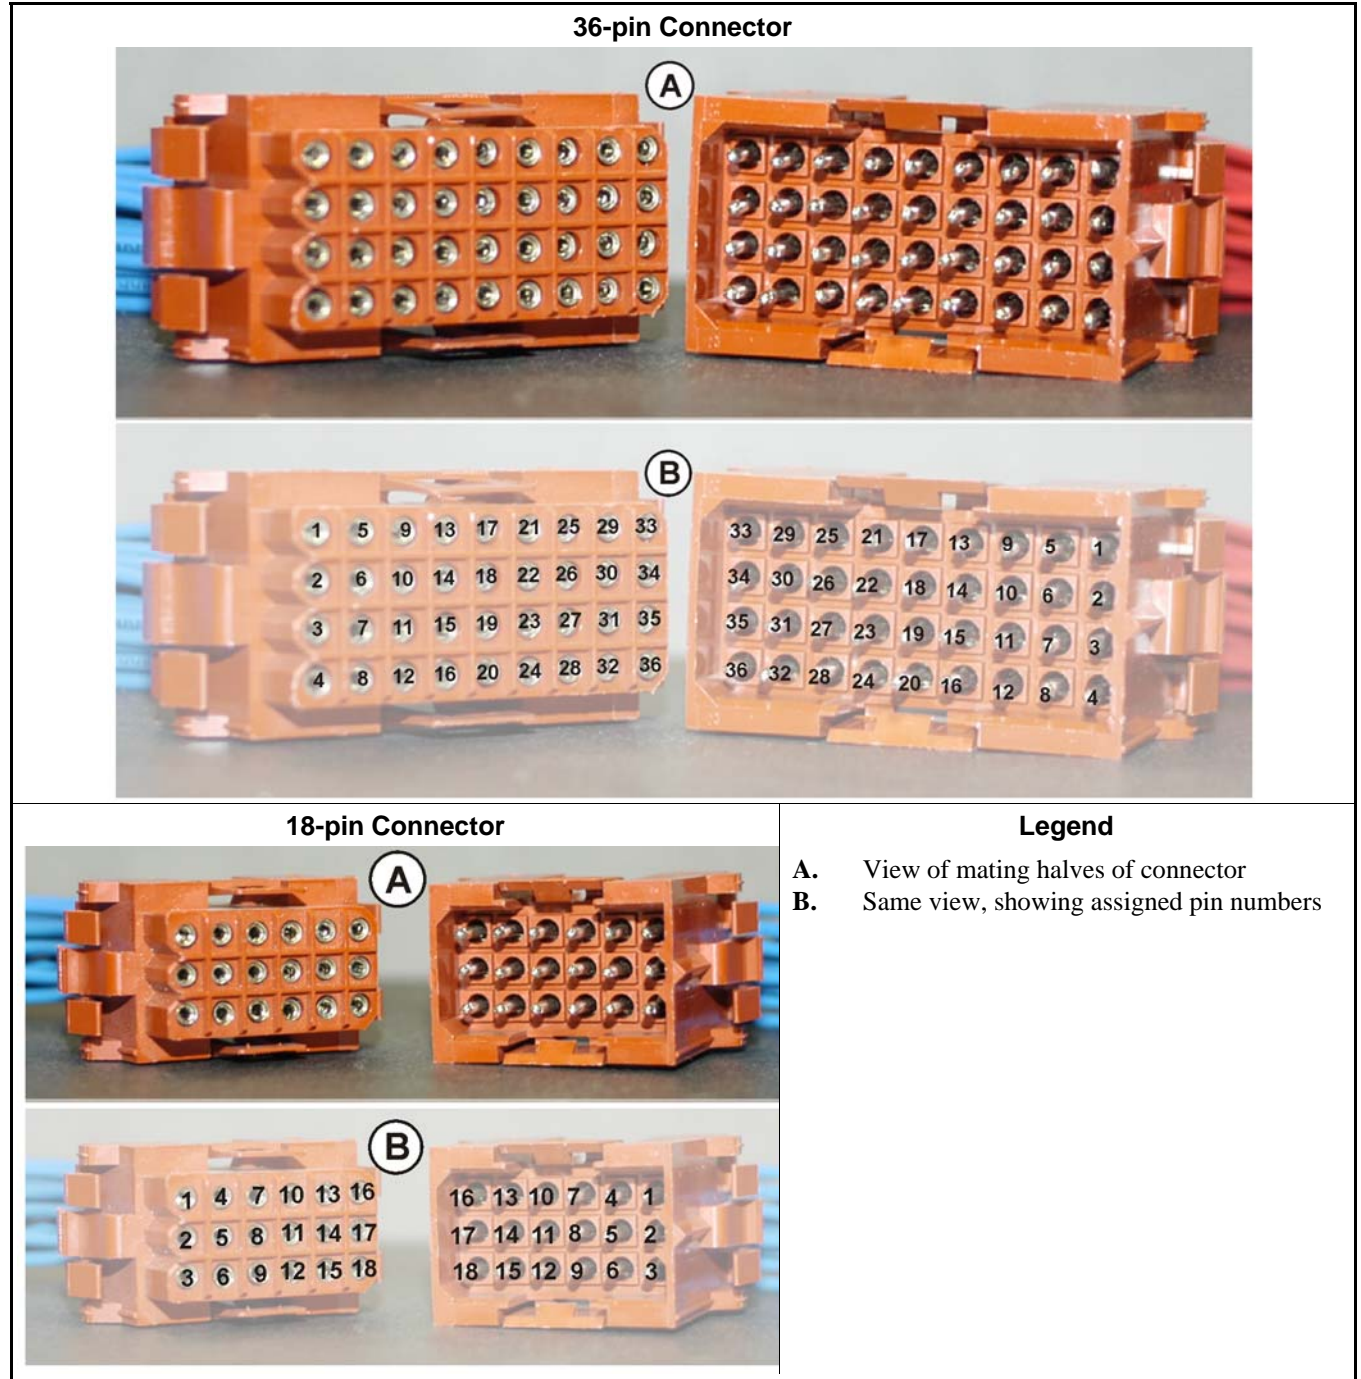 36-pin Connector
A
B
1 5 9 13 17 21 25 29 33
2 6 10 14 18 22 26 30 34
3 7 11 15 19 23 27 31 35
4 8 12 16 20 24 28 32 36
33 29 25 21 17 13 9 5 1
34 30 26 22 18 14 10 6 2
35 31 27 23 19 15 11 7 3
36 32 28 24 20 16 12 8 4
18-pin Connector
A
B
1 4 7 10 13 16
2 5 8 11 14 17
3 6 9 12 15 18
16 13 10 7 4 1
17 14 11 8 5 2
18 15 12 9 6 3
Legend
A. View of mating halves of connector
B. Same view, showing assigned pin numbers